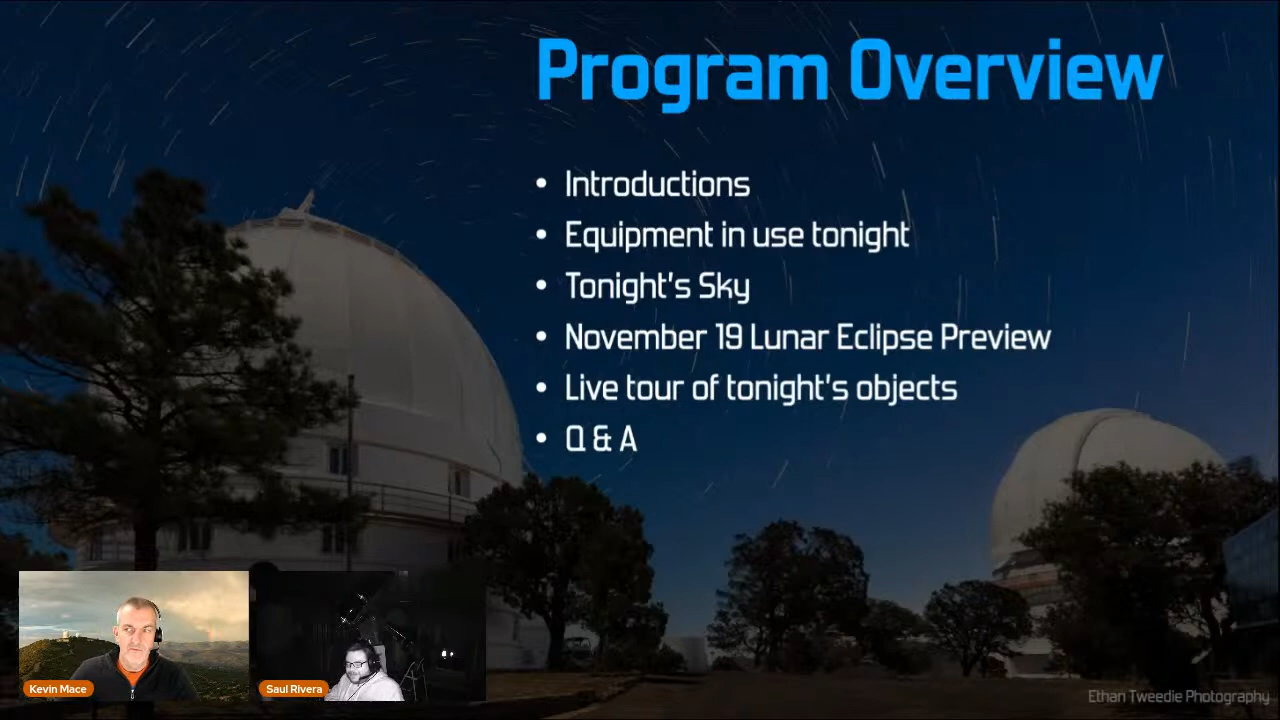 Program Overview
• Introductions
• Equipment in use tonight
• Tonight's Sky
• November 19 Lunar Eclipse Preview
• Live tour of tonight's objects
• Q & A
Kevin Mace
Saul Rivera
Ethan Tweedie Photography